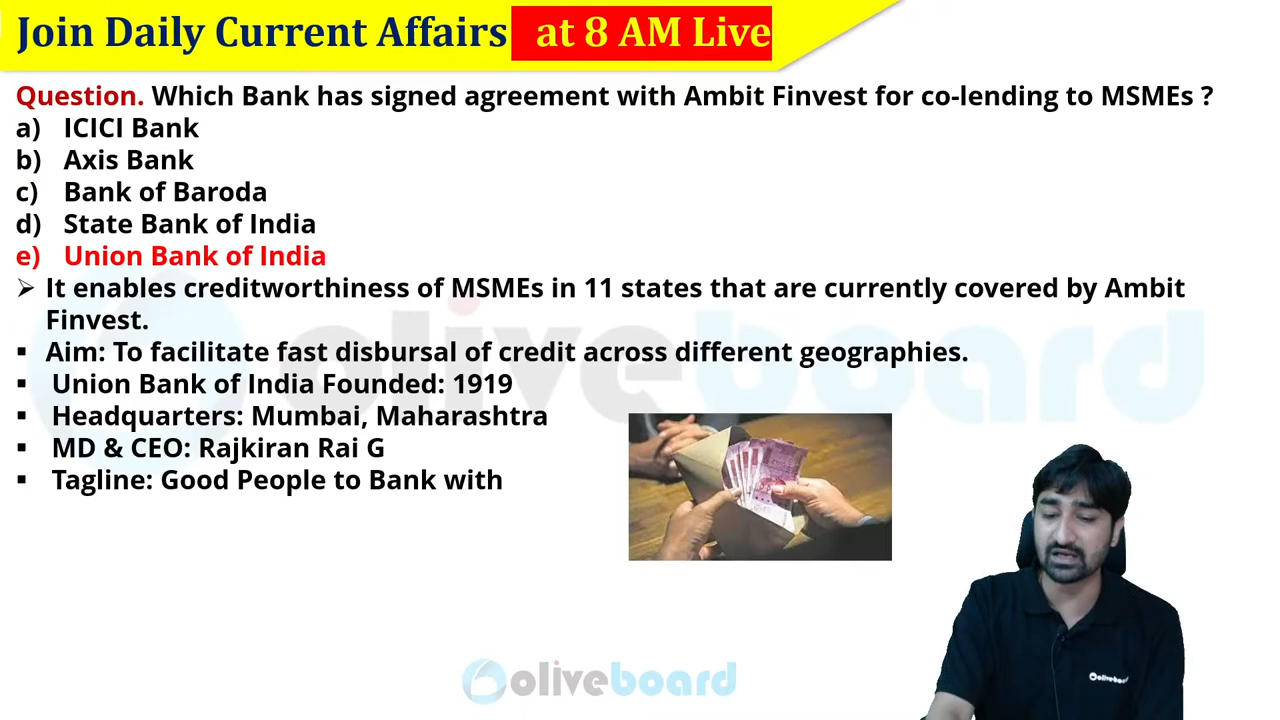 Join Daily Current Affairs at 8 AM Live
Question. Which Bank has signed agreement with Ambit Finvest for co-lending to MSMEs ?
a) ICICI Bank
b) Axis Bank
c) Bank of Baroda
d) State Bank of India
e) Union Bank of India
➢ It enables creditworthiness of MSMEs in 11 states that are currently covered by Ambit
Finvest.
▪ Aim: To facilitate fast disbursal of credit across different geographies.
▪ Union Bank of India Founded: 1919
▪ Headquarters: Mumbai, Maharashtra
▪ MD & CEO: Rajkiran Rai G
▪ Tagline: Good People to Bank with
oliveboard
oliveboard
oliveboard